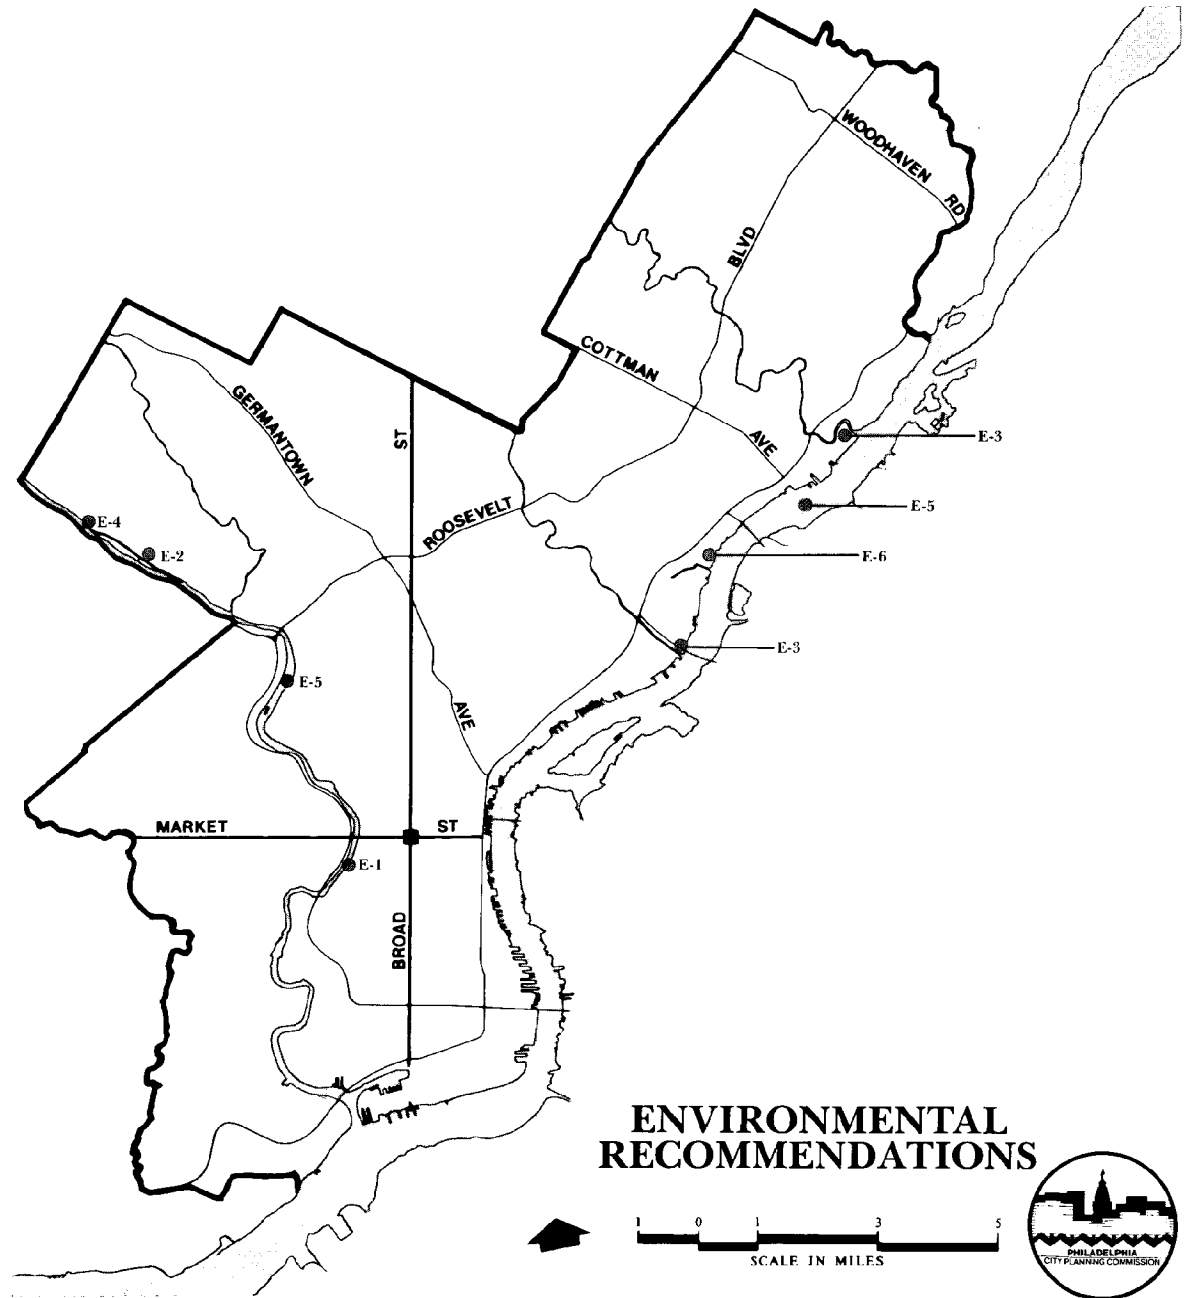 WOODHAVEN RD
BLVD
COTTMAN
AVE
GERMANTOWN
ST
ROOSEVELT
E-3
E-5
E-4
E-2
E-6
E-3
E-5
AVE
MARKET
ST
E-1
BROAD
ENVIRONMENTAL
RECOMMENDATIONS
1 0 1 3 5
SCALE IN MILES
PHILADELPHIA
CITY PLANNING COMMISSION